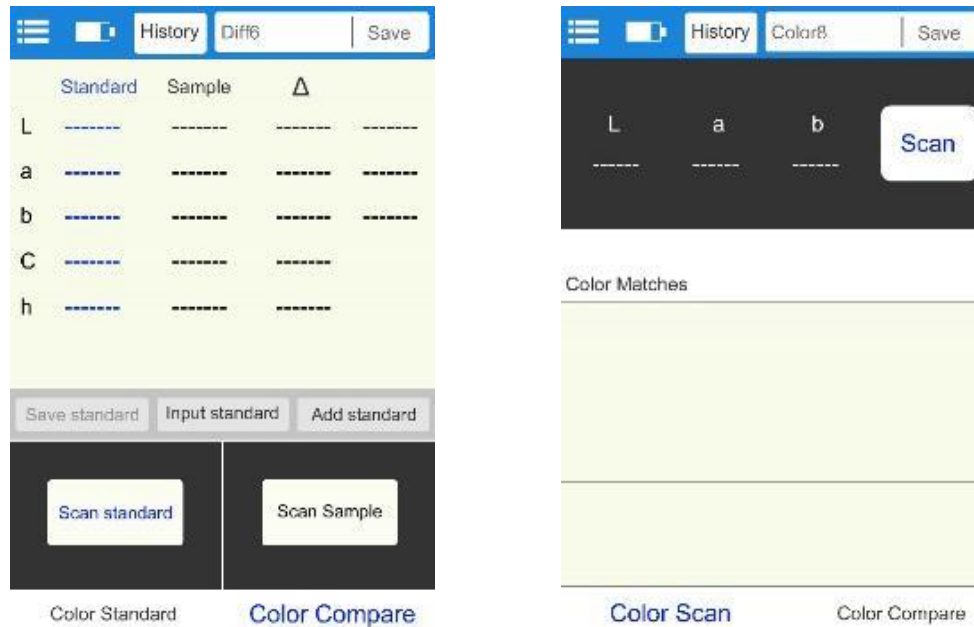 History Diff6 Save
Standard Sample Δ
L ------- ------- ------- -------
a ------- ------- ------- -------
b ------- ------- ------- -------
C ------- ------- -------
h ------- ------- -------
Save standard Input standard Add standard
Scan standard Scan Sample
Color Standard Color Compare
History Color8 Save
L a b
------ ------ ------
Scan
Color Matches
Color Scan Color Compare